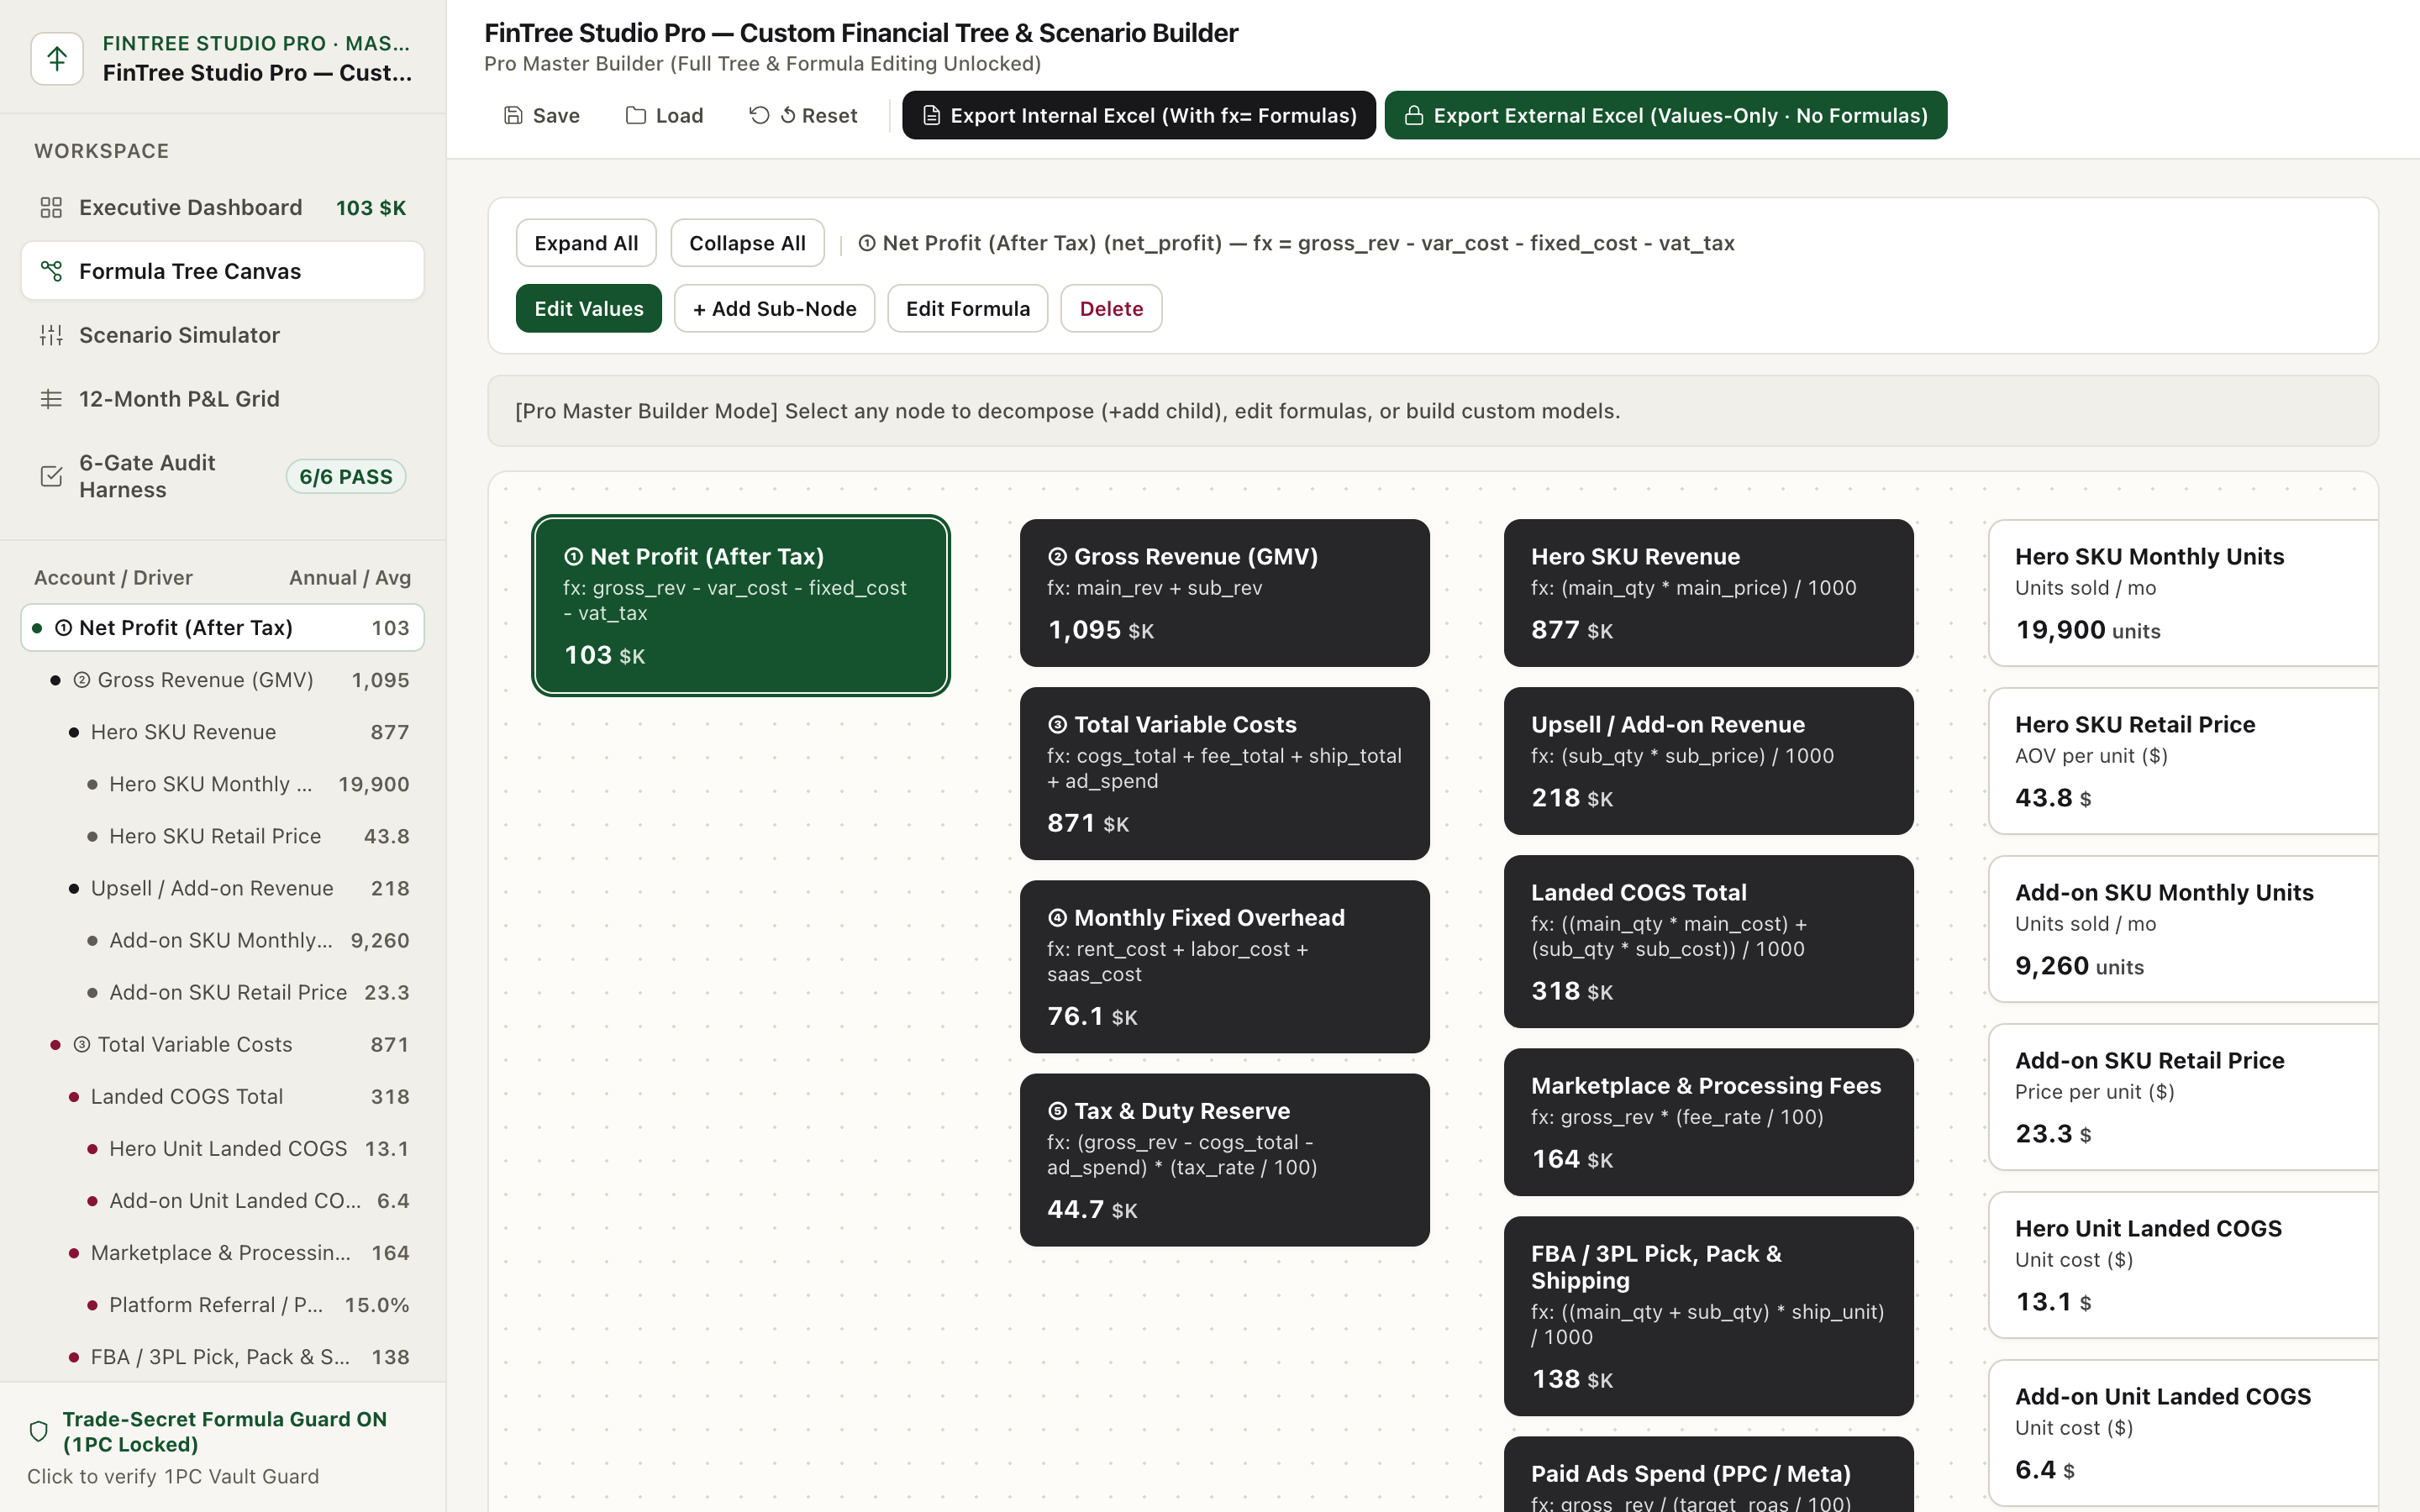 FINTREE STUDIO PRO · MAS...
FinTree Studio Pro — Cust...
WORKSPACE
Executive Dashboard 103 $K
Formula Tree Canvas
Scenario Simulator
12-Month P&L Grid
6-Gate Audit
Harness
6/6 PASS
Account / Driver Annual / Avg
① Net Profit (After Tax) 103
② Gross Revenue (GMV) 1,095
Hero SKU Revenue 877
Hero SKU Monthly ... 19,900
Hero SKU Retail Price 43.8
Upsell / Add-on Revenue 218
Add-on SKU Monthly... 9,260
Add-on SKU Retail Price 23.3
③ Total Variable Costs 871
Landed COGS Total 318
Hero Unit Landed COGS 13.1
Add-on Unit Landed CO... 6.4
Marketplace & Processin... 164
Platform Referral / P... 15.0%
FBA / 3PL Pick, Pack & S... 138
Trade-Secret Formula Guard ON
(1PC Locked)
Click to verify 1PC Vault Guard
FinTree Studio Pro — Custom Financial Tree & Scenario Builder
Pro Master Builder (Full Tree & Formula Editing Unlocked)
Save Load ↺ Reset Export Internal Excel (With fx= Formulas) Export External Excel (Values-Only · No Formulas)
Expand All Collapse All | ① Net Profit (After Tax) (net_profit) — fx = gross_rev - var_cost - fixed_cost - vat_tax
Edit Values + Add Sub-Node Edit Formula Delete
[Pro Master Builder Mode] Select any node to decompose (+add child), edit formulas, or build custom models.
① Net Profit (After Tax)
fx: gross_rev - var_cost - fixed_cost
- vat_tax
103 $K
② Gross Revenue (GMV)
fx: main_rev + sub_rev
1,095 $K
③ Total Variable Costs
fx: cogs_total + fee_total + ship_total
+ ad_spend
871 $K
④ Monthly Fixed Overhead
fx: rent_cost + labor_cost +
saas_cost
76.1 $K
⑤ Tax & Duty Reserve
fx: (gross_rev - cogs_total -
ad_spend) * (tax_rate / 100)
44.7 $K
Hero SKU Revenue
fx: (main_qty * main_price) / 1000
877 $K
Upsell / Add-on Revenue
fx: (sub_qty * sub_price) / 1000
218 $K
Landed COGS Total
fx: ((main_qty * main_cost) +
(sub_qty * sub_cost)) / 1000
318 $K
Marketplace & Processing Fees
fx: gross_rev * (fee_rate / 100)
164 $K
FBA / 3PL Pick, Pack &
Shipping
fx: ((main_qty + sub_qty) * ship_unit)
/ 1000
138 $K
Paid Ads Spend (PPC / Meta)
fx: gross_rev / (target_roas / 100)
Hero SKU Monthly Units
Units sold / mo
19,900 units
Hero SKU Retail Price
AOV per unit ($)
43.8 $
Add-on SKU Monthly Units
Units sold / mo
9,260 units
Add-on SKU Retail Price
Price per unit ($)
23.3 $
Hero Unit Landed COGS
Unit cost ($)
13.1 $
Add-on Unit Landed COGS
Unit cost ($)
6.4 $